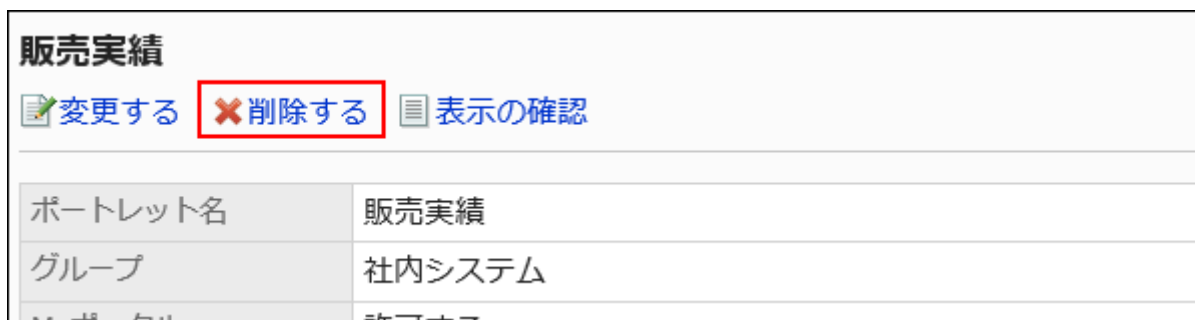 販売実績
変更する 削除する 表示の確認
ポートレット名 販売実績
グループ 社内システム